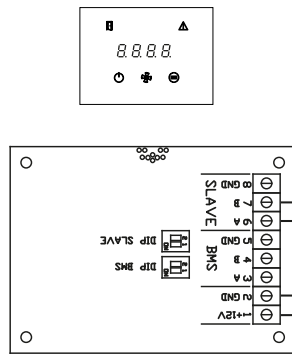 8.8.8.8.
8 GND
7 B
6 A
SLAVE
5 GND
4 B
3 A
BMS
2 GND
1 +12V
DIP SLAVE
DIP BMS